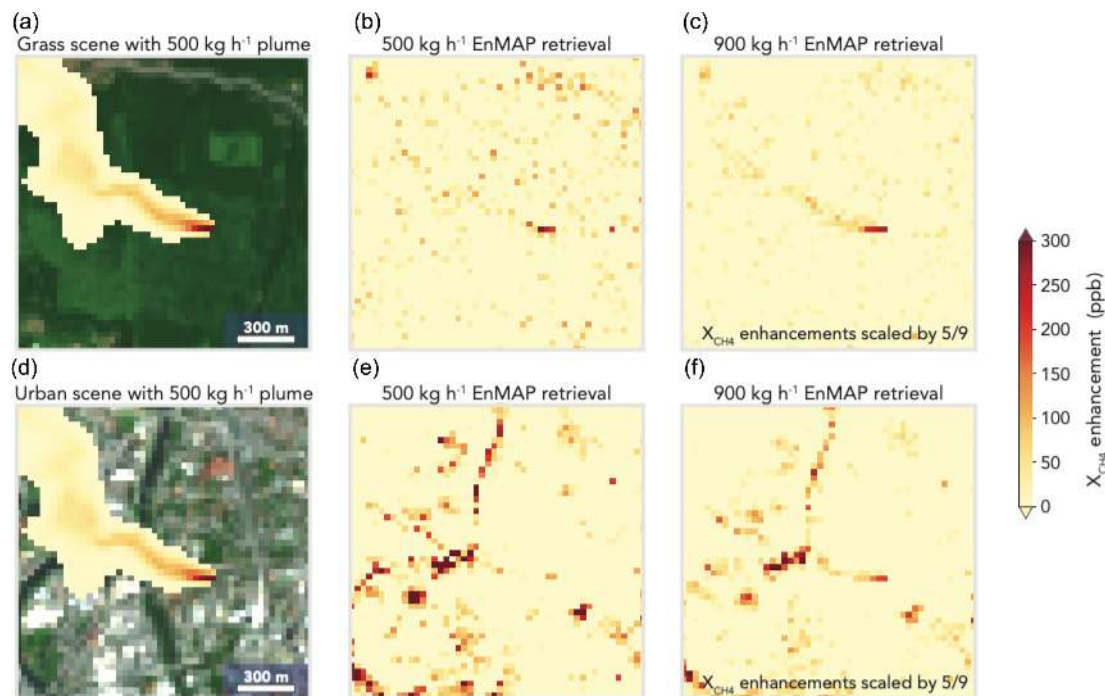 (a)
Grass scene with 500 kg h⁻¹ plume
300 m
(b)
500 kg h⁻¹ EnMAP retrieval
(c)
900 kg h⁻¹ EnMAP retrieval
X_CH4 enhancements scaled by 5/9
(d)
Urban scene with 500 kg h⁻¹ plume
300 m
(e)
500 kg h⁻¹ EnMAP retrieval
(f)
900 kg h⁻¹ EnMAP retrieval
X_CH4 enhancements scaled by 5/9
300
250
200
150
100
50
0
X_CH4 enhancement (ppb)